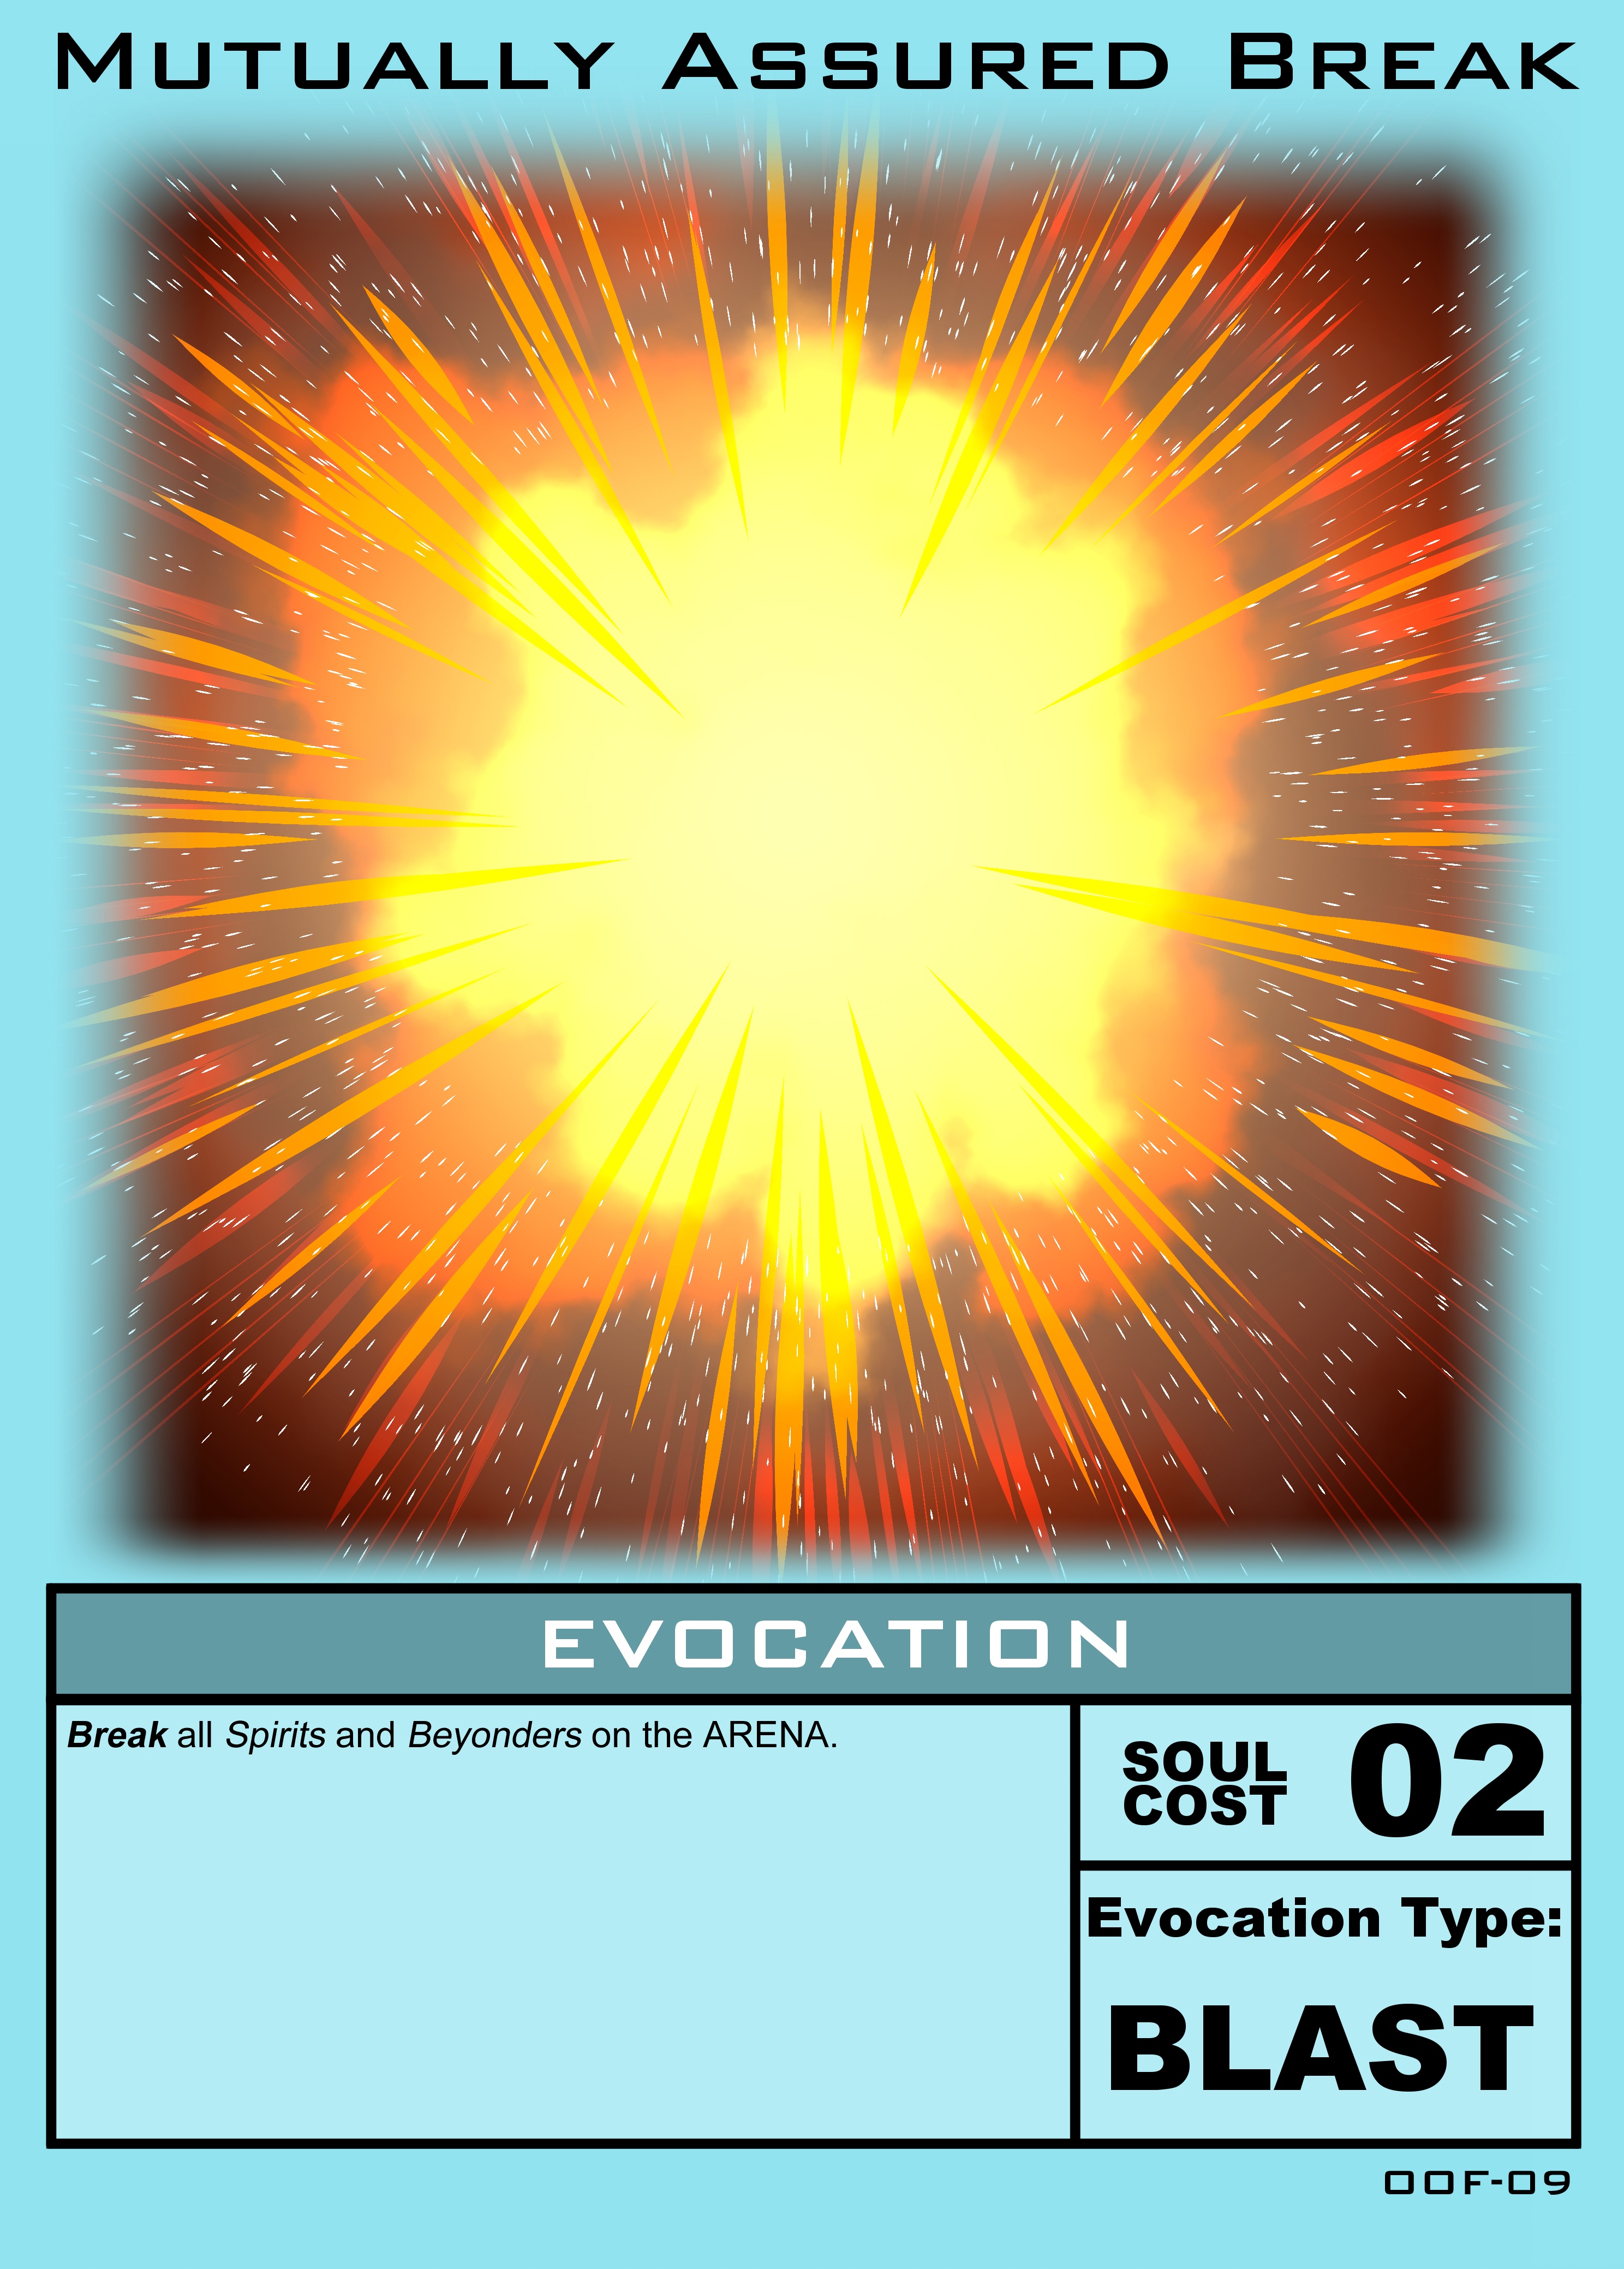 Mutually Assured Break
EVOCATION
Break all Spirits and Beyonders on the ARENA.
SOUL
COST
02
Evocation Type:
BLAST
OOF-09